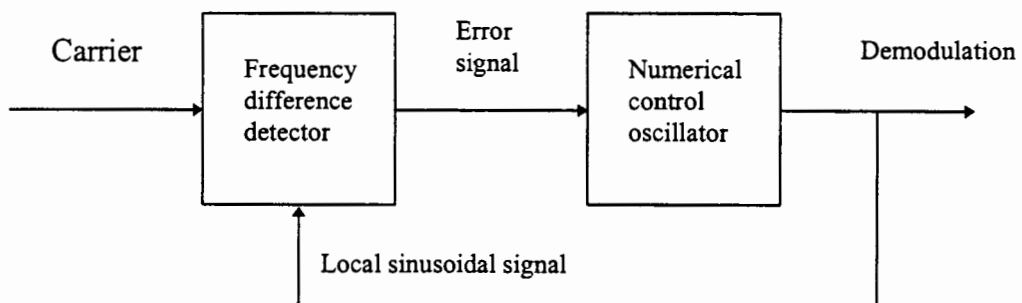 Carrier
Frequency
difference
detector
Error
signal
Numerical
control
oscillator
Demodulation
Local sinusoidal signal